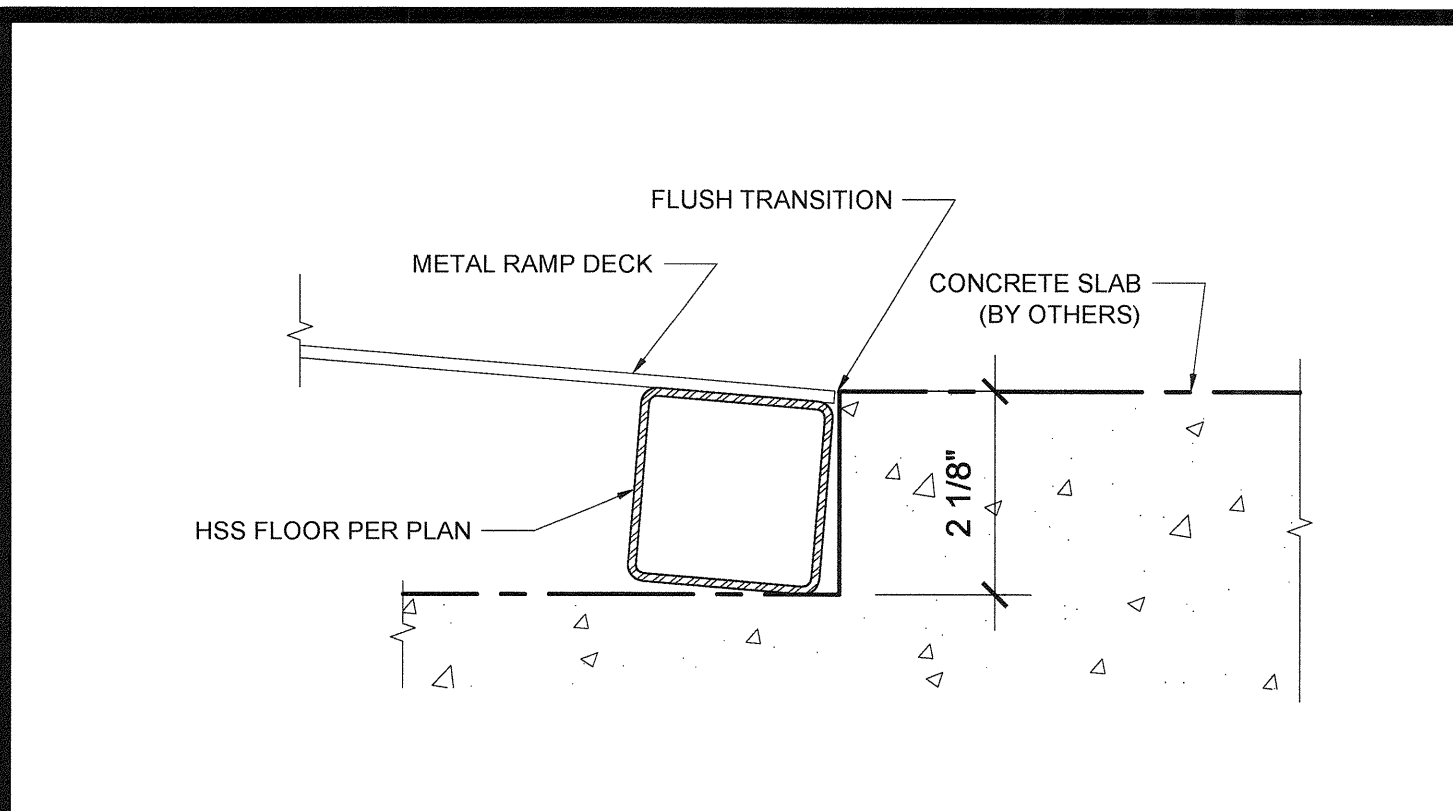 FLUSH TRANSITION
METAL RAMP DECK
CONCRETE SLAB
(BY OTHERS)
2 1/8"
HSS FLOOR PER PLAN